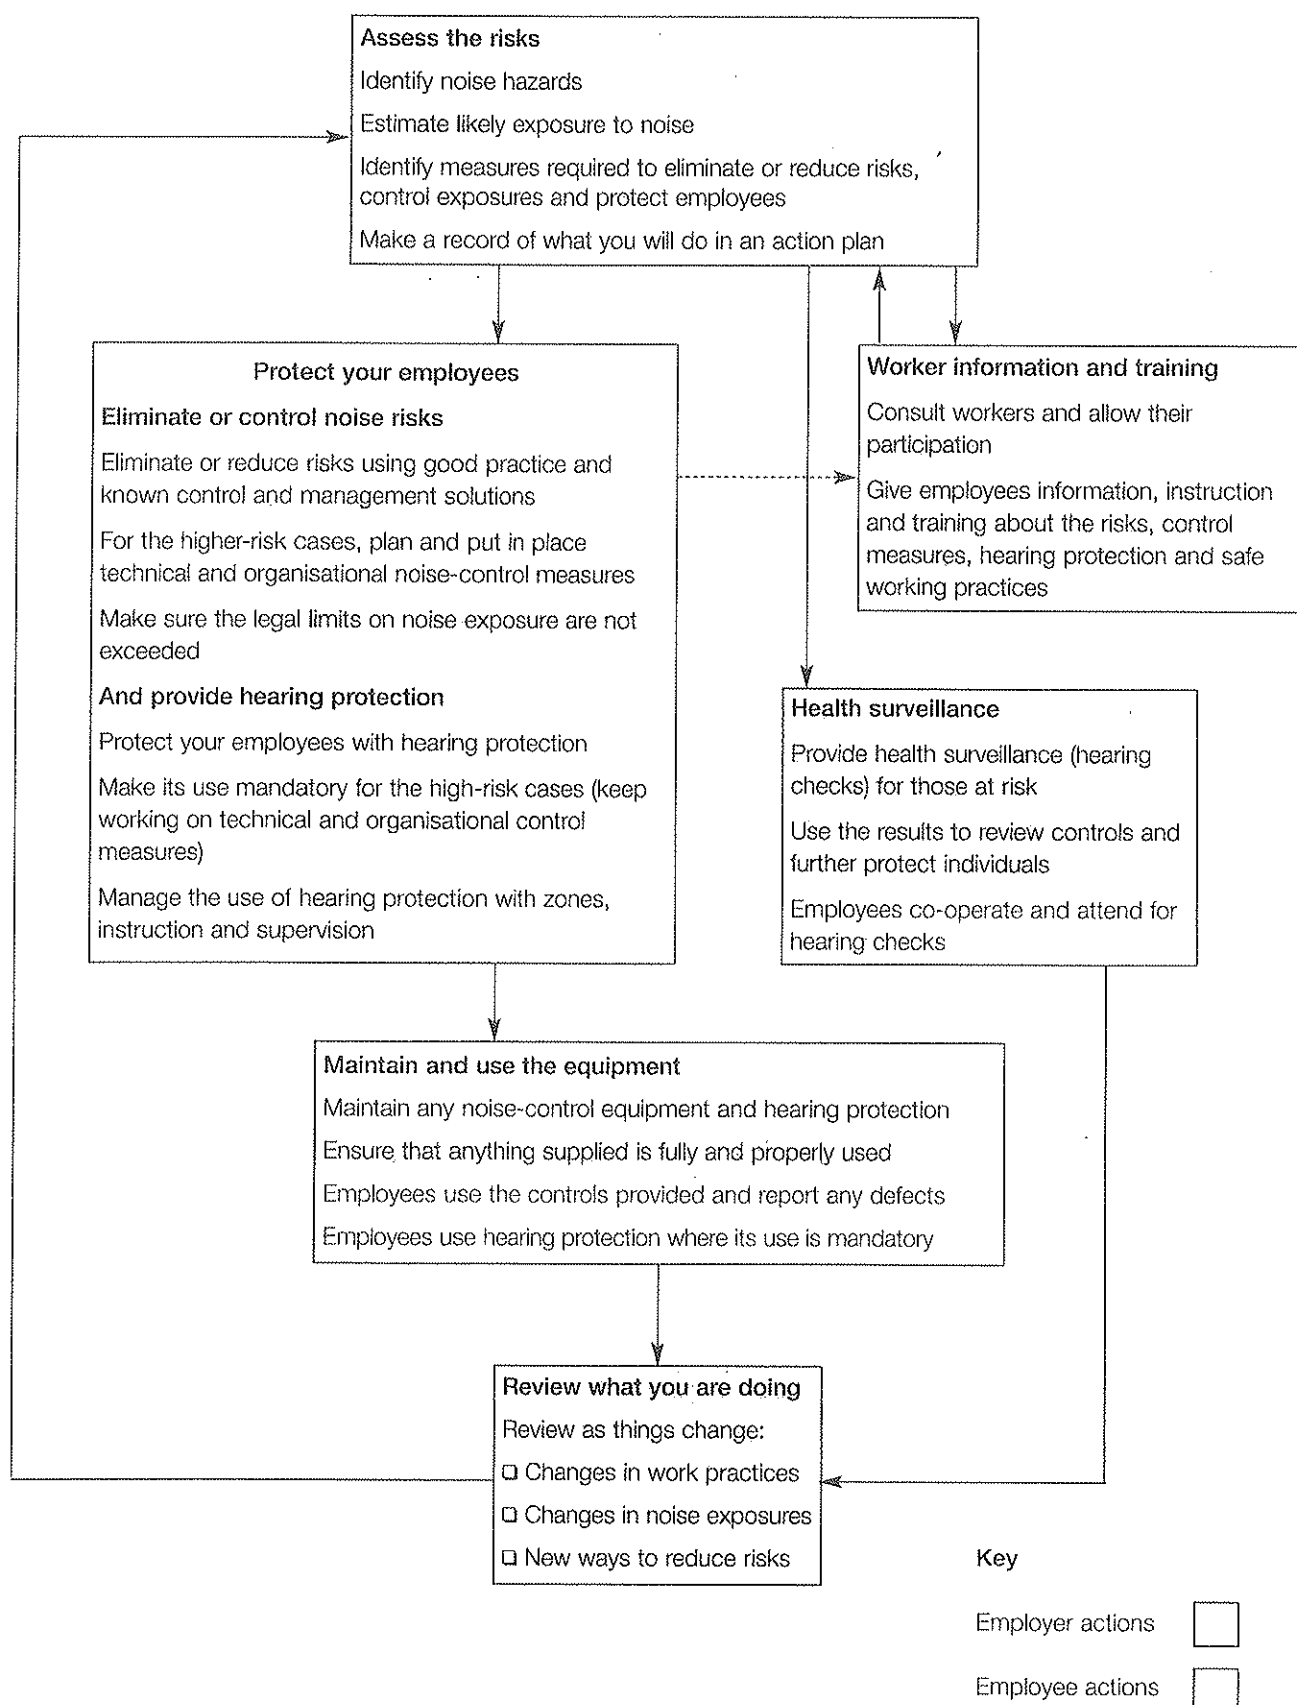 Assess the risks
Identify noise hazards
Estimate likely exposure to noise
Identify measures required to eliminate or reduce risks,
control exposures and protect employees
Make a record of what you will do in an action plan
Protect your employees
Eliminate or control noise risks
Eliminate or reduce risks using good practice and
known control and management solutions
For the higher-risk cases, plan and put in place
technical and organisational noise-control measures
Make sure the legal limits on noise exposure are not
exceeded
And provide hearing protection
Protect your employees with hearing protection
Make its use mandatory for the high-risk cases (keep
working on technical and organisational control
measures)
Manage the use of hearing protection with zones,
instruction and supervision
Worker information and training
Consult workers and allow their
participation
Give employees information, instruction
and training about the risks, control
measures, hearing protection and safe
working practices
Health surveillance
Provide health surveillance (hearing
checks) for those at risk
Use the results to review controls and
further protect individuals
Employees co-operate and attend for
hearing checks
Maintain and use the equipment
Maintain any noise-control equipment and hearing protection
Ensure that anything supplied is fully and properly used
Employees use the controls provided and report any defects
Employees use hearing protection where its use is mandatory
Review what you are doing
Review as things change:
❑ Changes in work practices
❑ Changes in noise exposures
❑ New ways to reduce risks
Key
Employer actions
Employee actions